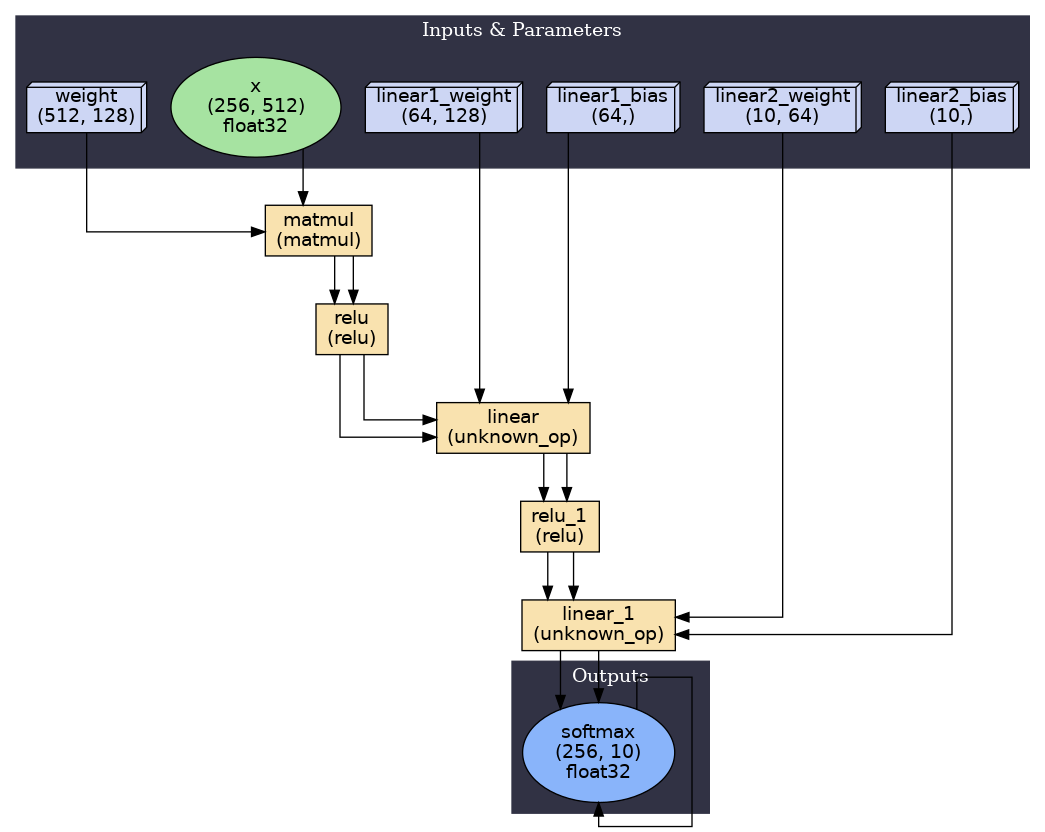 Inputs & Parameters
weight
(512, 128)
x
(256, 512)
float32
linear1_weight
(64, 128)
linear1_bias
(64,)
linear2_weight
(10, 64)
linear2_bias
(10,)
matmul
(matmul)
relu
(relu)
linear
(unknown_op)
relu_1
(relu)
linear_1
(unknown_op)
Outputs
softmax
(256, 10)
float32